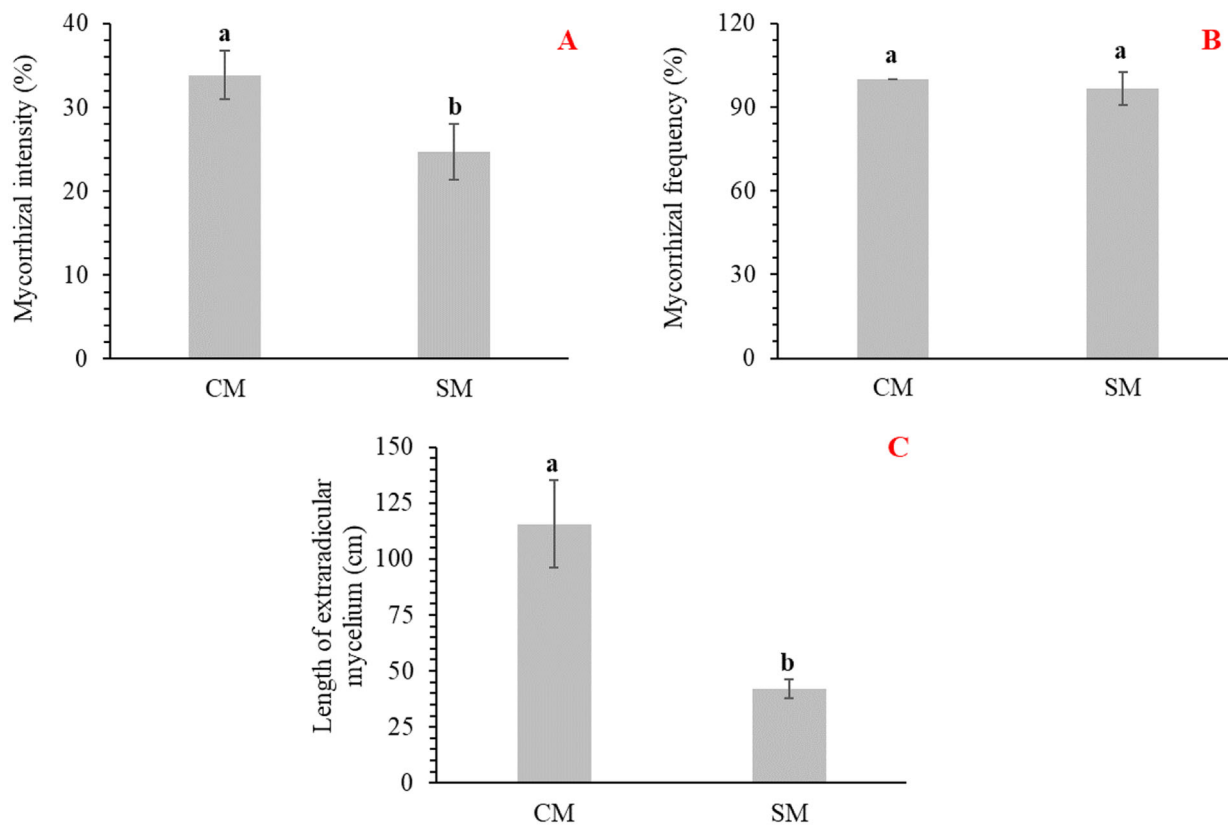 A
Mycorrhizal intensity (%)
40
30
20
10
0
a
b
CM
SM
B
Mycorrhizal frequency (%)
120
90
60
30
0
a
a
CM
SM
C
Length of extraradicular
mycelium (cm)
150
125
100
75
50
25
0
a
b
CM
SM